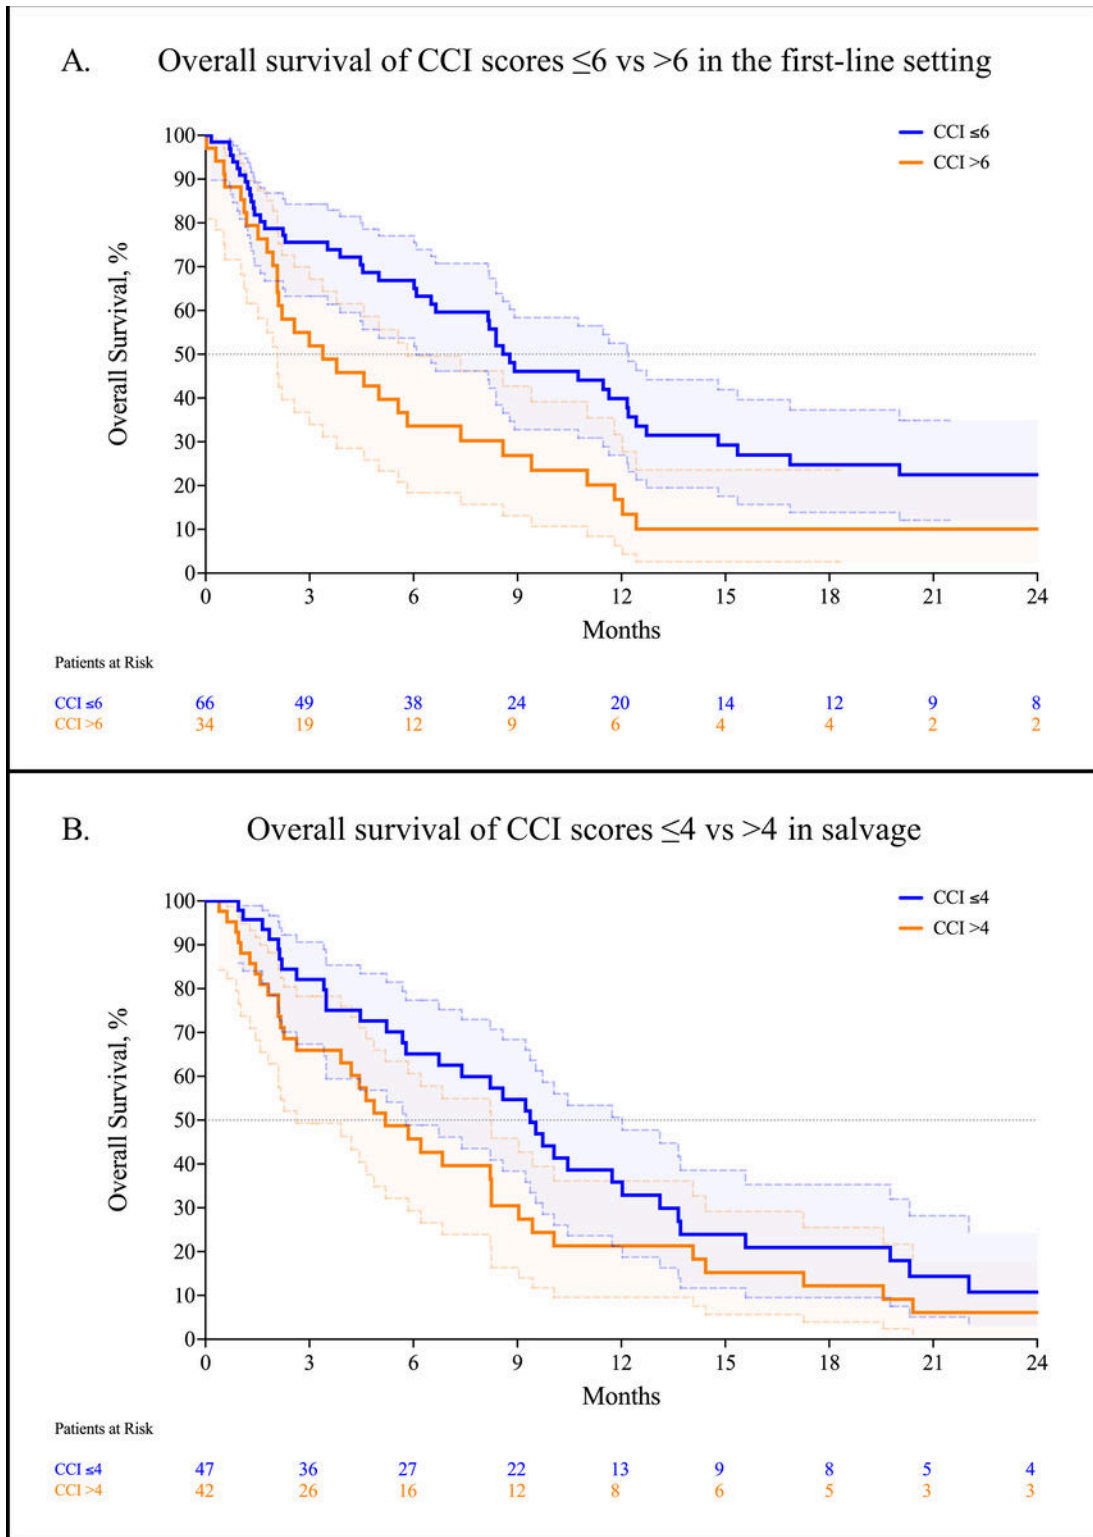 A. Overall survival of CCI scores ≤6 vs >6 in the first-line setting
CCI ≤6
CCI >6
Overall Survival, %
100
90
80
70
60
50
40
30
20
10
0
0 3 6 9 12 15 18 21 24
Months
Patients at Risk
CCI ≤6 66 49 38 24 20 14 12 9 8
CCI >6 34 19 12 9 6 4 4 2 2
B. Overall survival of CCI scores ≤4 vs >4 in salvage
CCI ≤4
CCI >4
Overall Survival, %
100
90
80
70
60
50
40
30
20
10
0
0 3 6 9 12 15 18 21 24
Months
Patients at Risk
CCI ≤4 47 36 27 22 13 9 8 5 4
CCI >4 42 26 16 12 8 6 5 3 3